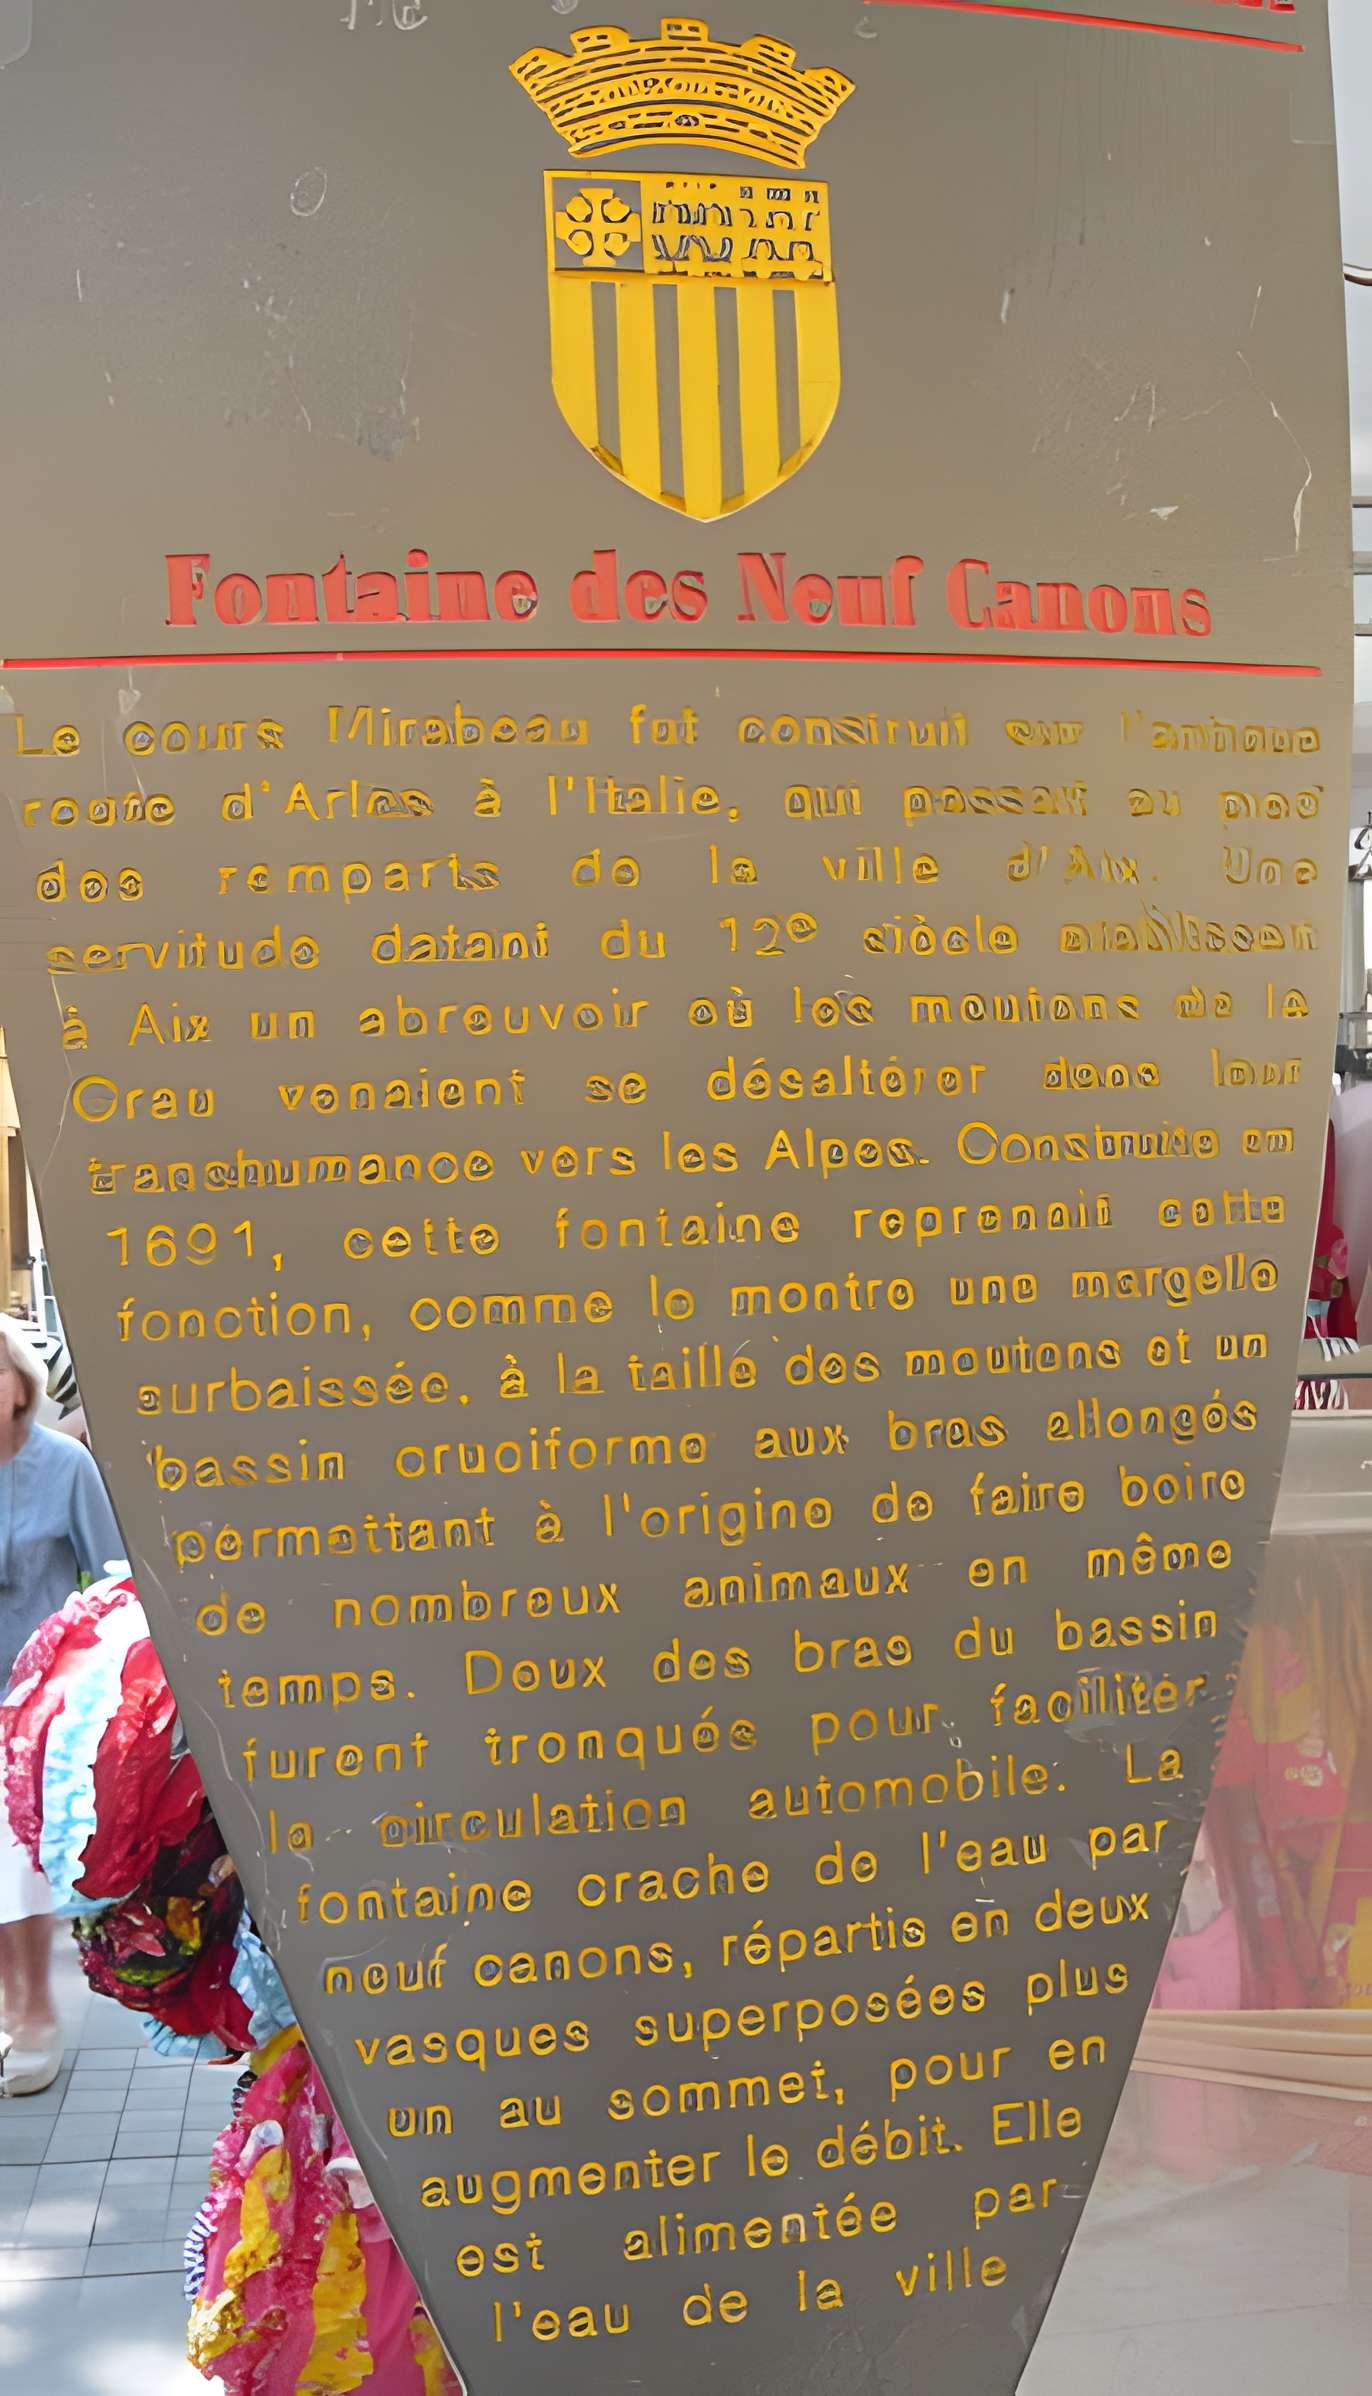 Fontaine des Neuf Canons
Le cours Mirabeau fut construit sur l'antique
route d'Arles à l'Italie, qui passait au pied
des remparts de la ville d'Aix. Une
servitude datant du 12e siècle
à Aix un abreuvoir où les moutons de la
Crau venaient se désaltérer dans leur
transhumance vers les Alpes. Construite en
1691, cette fontaine reprenait cette
fonction, comme le montre une margelle
surbaissée, à la taille des moutons et un
bassin cruciforme aux bras allongés
permettant à l'origine de faire boire
de nombreux animaux en même
temps. Deux des bras du bassin
furent tronqués pour faciliter
la circulation automobile. La
fontaine crache de l'eau par
neuf canons, répartis en deux
vasques superposées plus
un au sommet, pour en
augmenter le débit. Elle
est alimentée par
l'eau de la ville